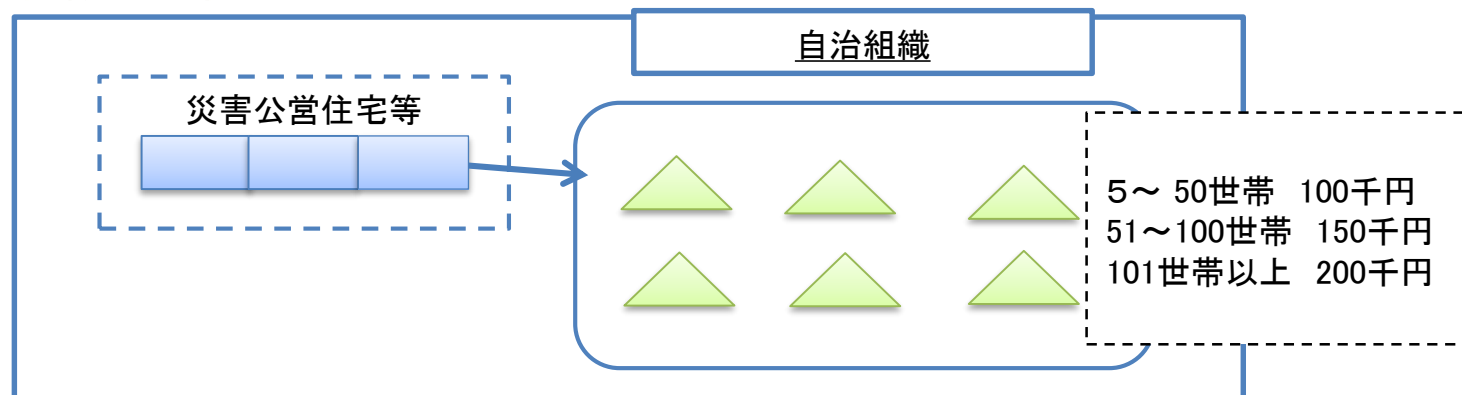 自治組織
災害公営住宅等
５～ 50世帯　100千円
51～100世帯　150千円
101世帯以上　200千円